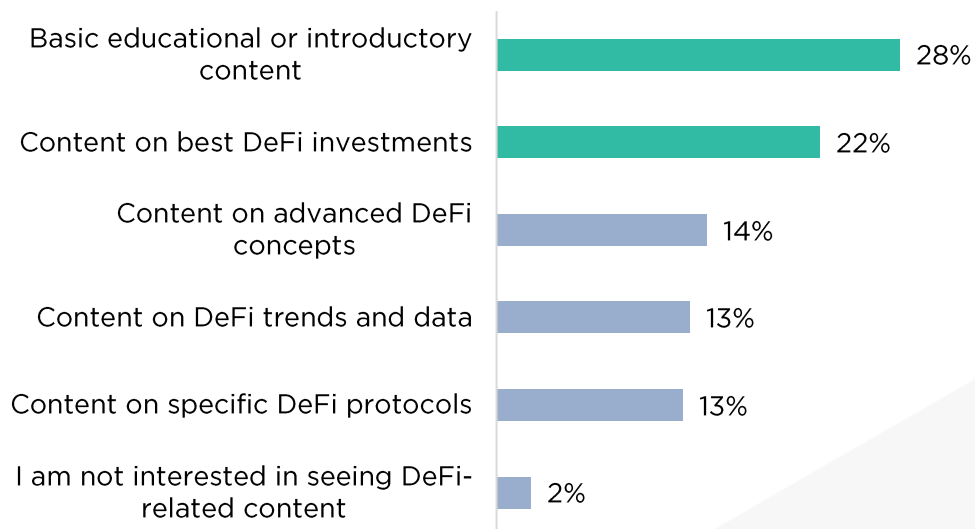 Basic educational or introductory
content
28%
Content on best DeFi investments
22%
Content on advanced DeFi
concepts
14%
Content on DeFi trends and data
13%
Content on specific DeFi protocols
13%
I am not interested in seeing DeFi-
related content
2%